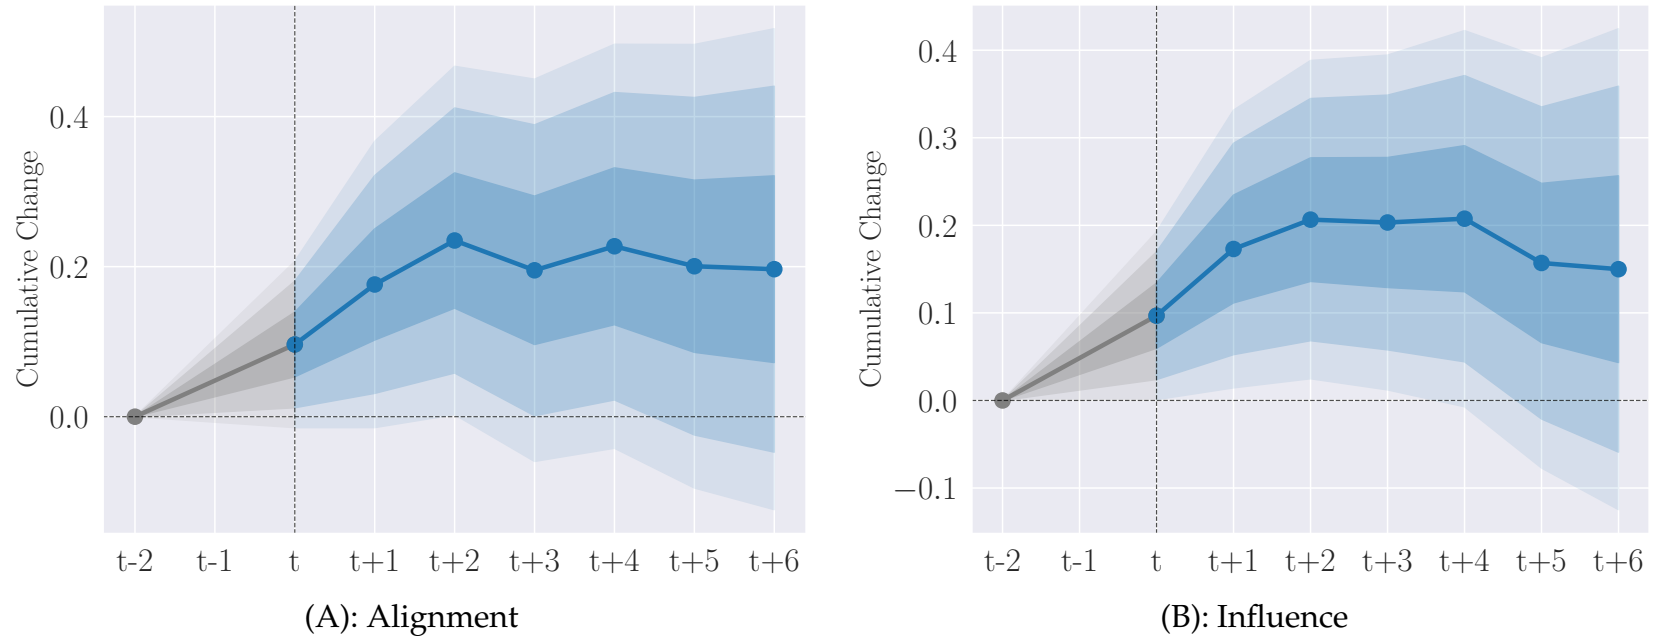 Cumulative Change
0.4
0.2
0.0
t-2 t-1 t t+1 t+2 t+3 t+4 t+5 t+6
(A): Alignment
Cumulative Change
0.4
0.3
0.2
0.1
0.0
−0.1
t-2 t-1 t t+1 t+2 t+3 t+4 t+5 t+6
(B): Influence